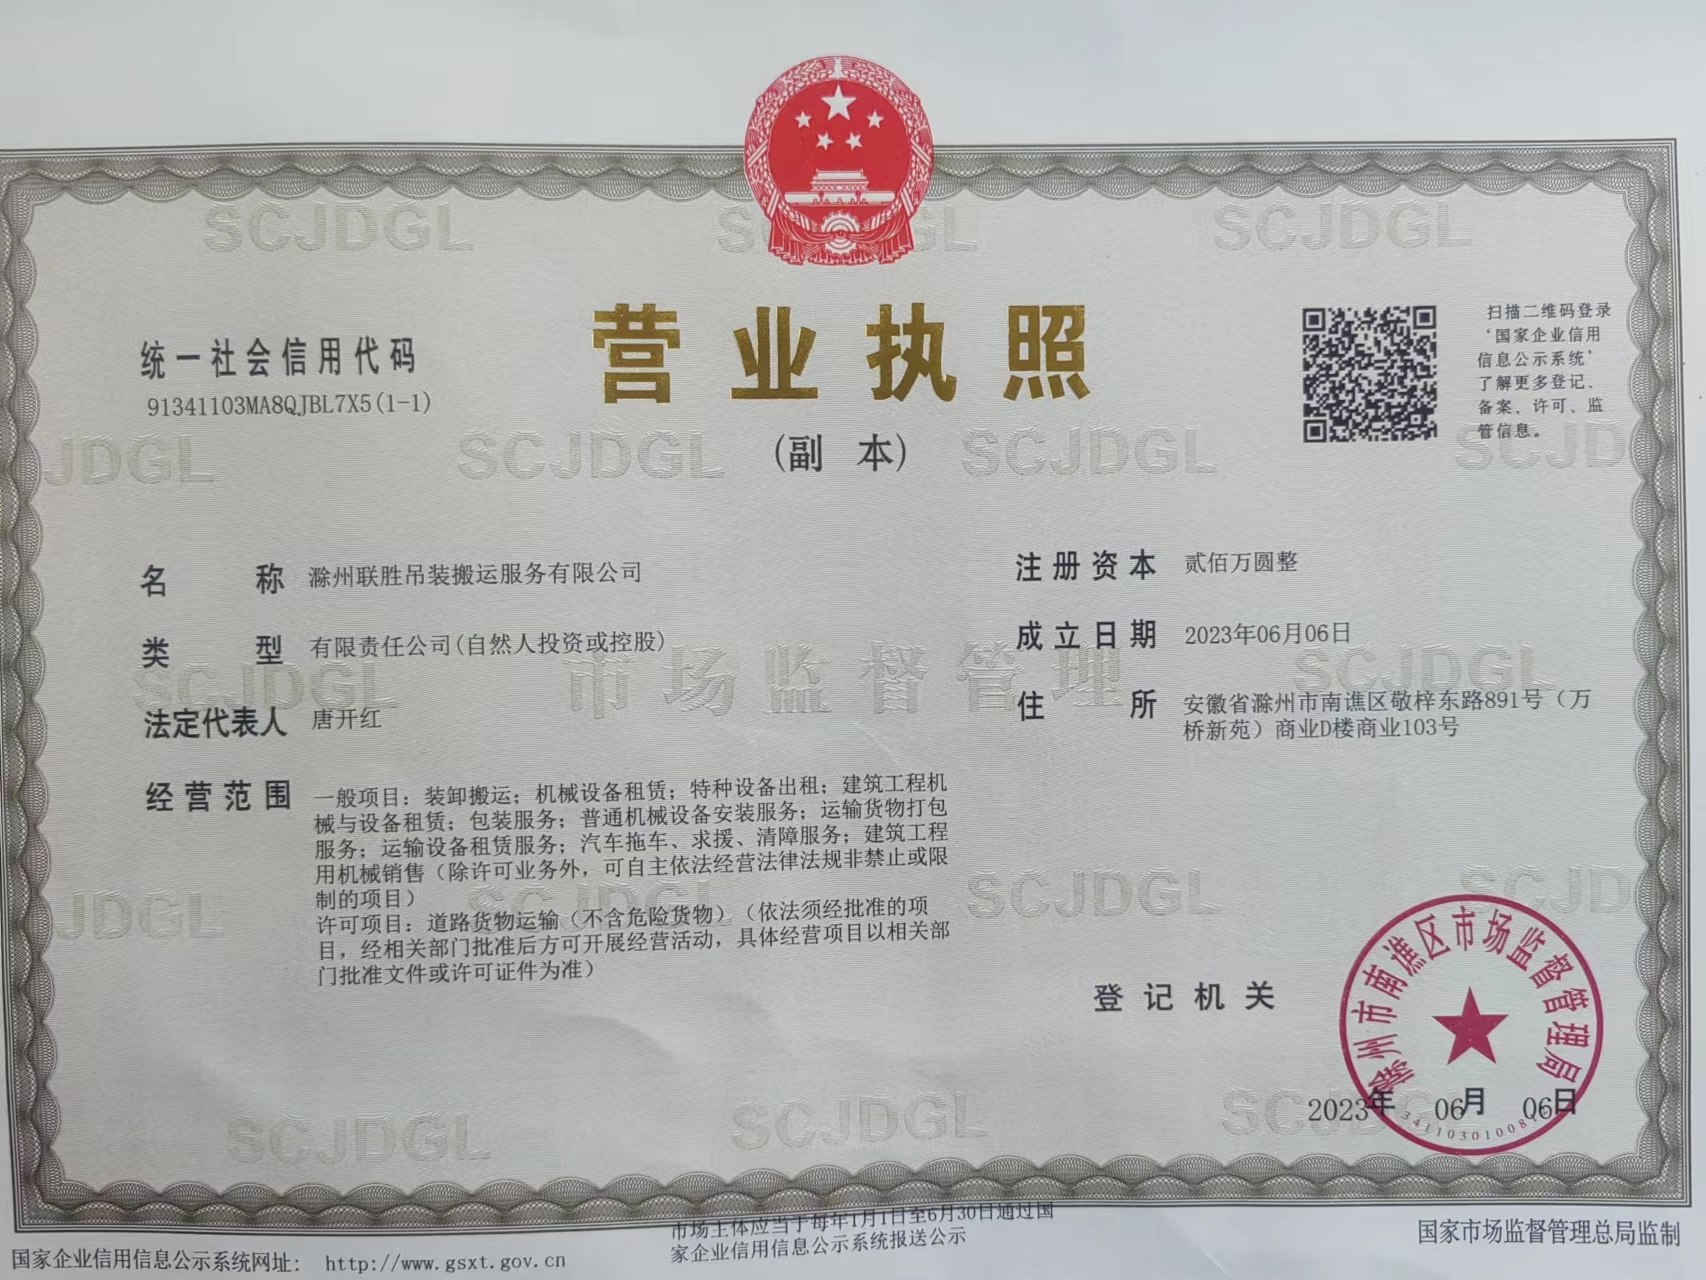 营业执照
(副 本)
统一社会信用代码
91341103MA8QJBL7X5(1-1)
扫描二维码登录
‘国家企业信用
信息公示系统’
了解更多登记、
备案、许可、监
管信息。
名 称 滁州联胜吊装搬运服务有限公司
类 型 有限责任公司(自然人投资或控股)
法定代表人 唐开红
经营范围 一般项目：装卸搬运；机械设备租赁；特种设备出租；建筑工程机
械与设备租赁；包装服务；普通机械设备安装服务；运输货物打包
服务；运输设备租赁服务；汽车拖车、求援、清障服务；建筑工程
用机械销售（除许可业务外，可自主依法经营法律法规非禁止或限
制的项目）
许可项目：道路货物运输（不含危险货物）（依法须经批准的项
目，经相关部门批准后方可开展经营活动，具体经营项目以相关部
门批准文件或许可证件为准）
注册资本 贰佰万圆整
成立日期 2023年06月06日
住 所 安徽省滁州市南谯区敬梓东路891号（万
桥新苑）商业D楼商业103号
登记机关
滁州市南谯区市场监督管理局
2023年 06月 06日
国家企业信用信息公示系统网址： http://www.gsxt.gov.cn
市场主体应当于每年1月1日至6月30日通过国
家企业信用信息公示系统报送公示
国家市场监督管理总局监制
SCJDGL
市场监督管理